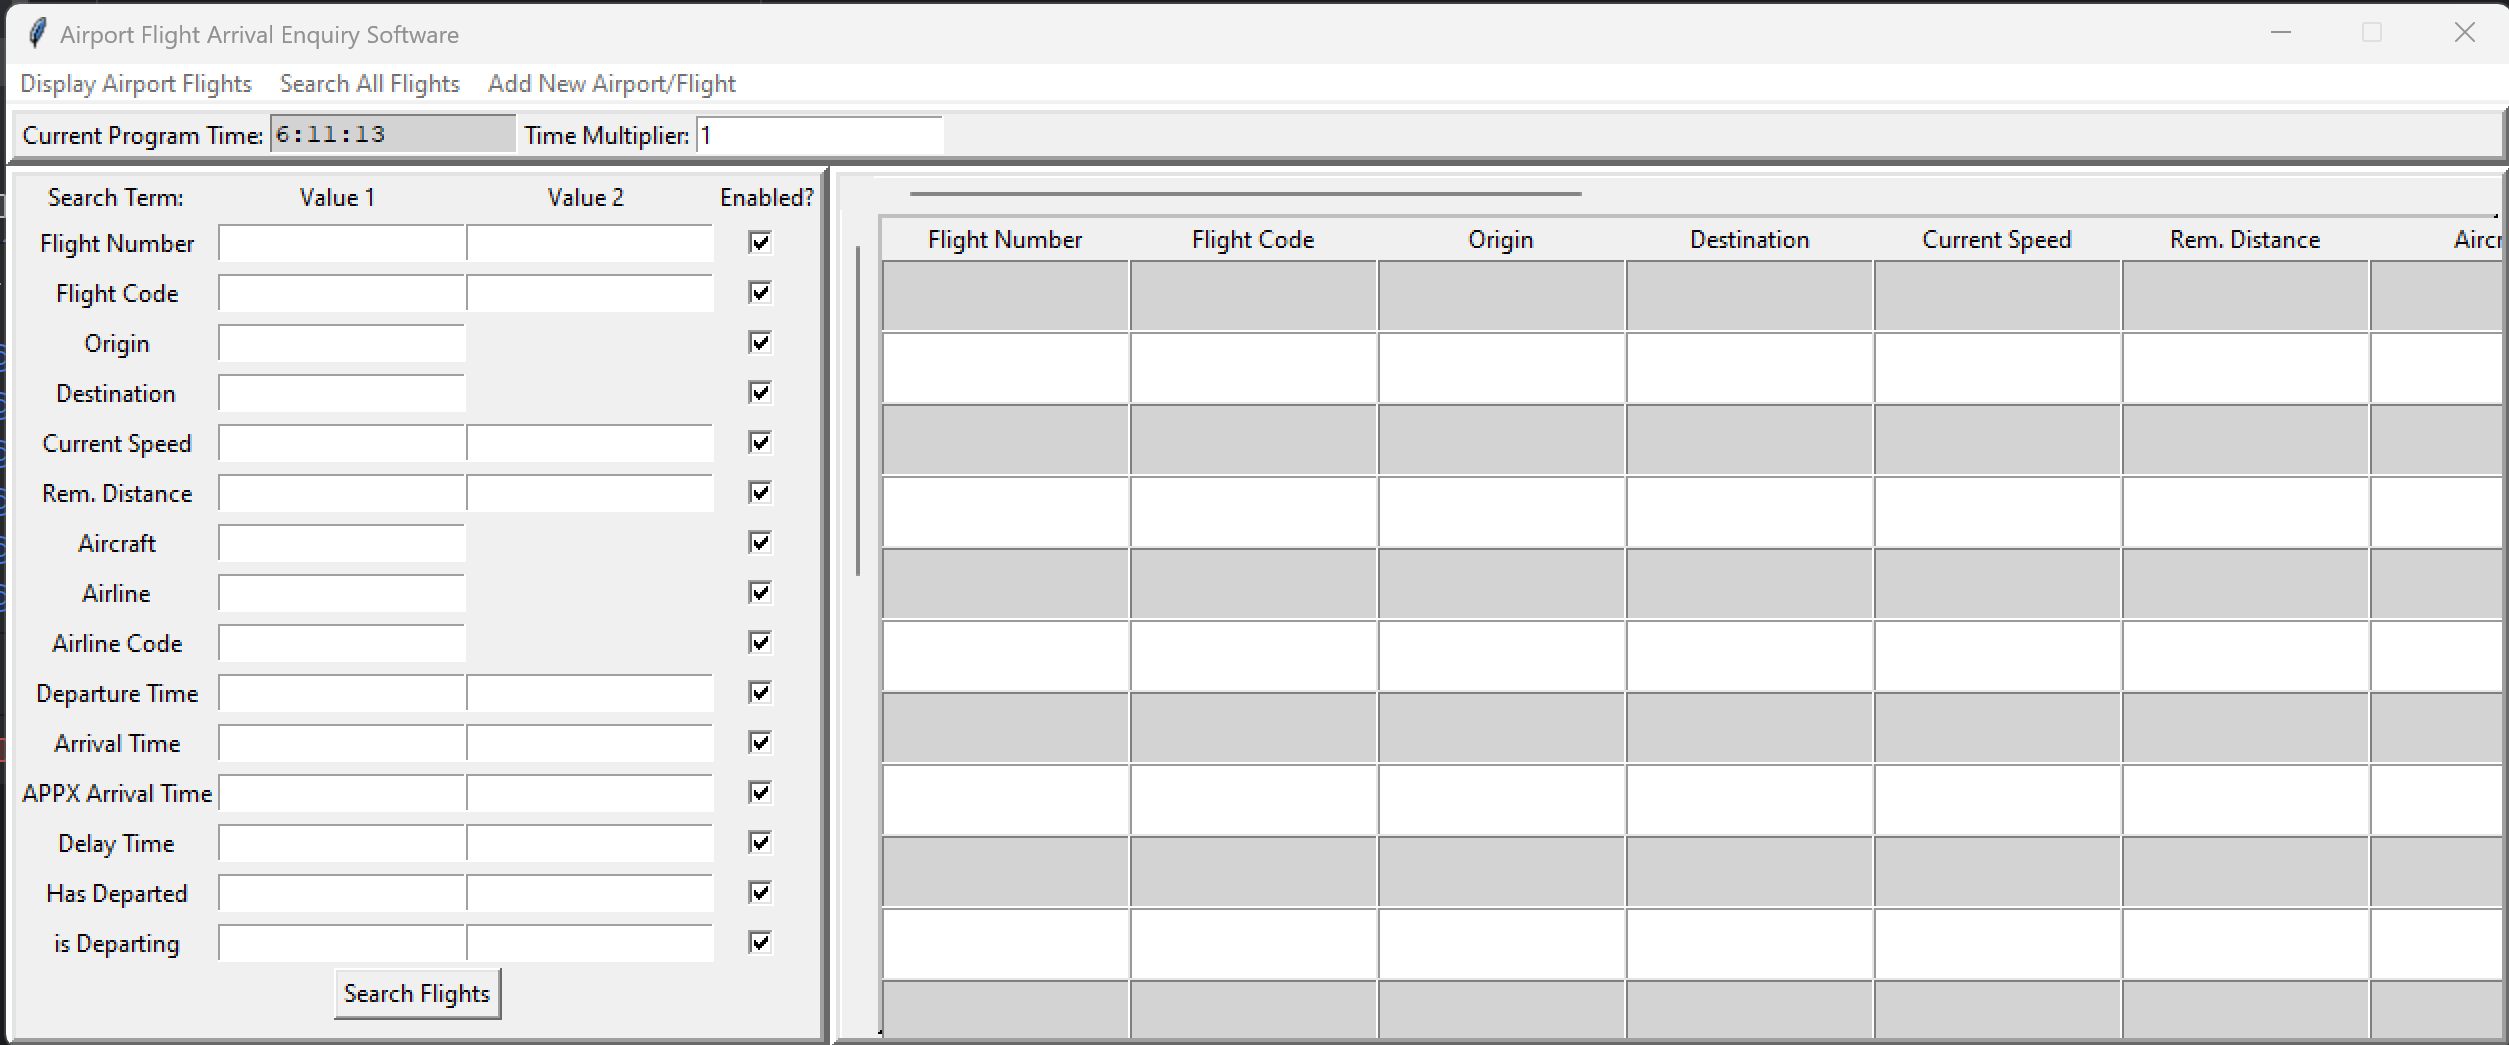 Airport Flight Arrival Enquiry Software
Display Airport Flights Search All Flights Add New Airport/Flight
Current Program Time: 6:11:13 Time Multiplier: 1
Search Term: Value 1 Value 2 Enabled?
Flight Number
Flight Code
Origin
Destination
Current Speed
Rem. Distance
Aircraft
Airline
Airline Code
Departure Time
Arrival Time
APPX Arrival Time
Delay Time
Has Departed
is Departing
Search Flights
Flight Number Flight Code Origin Destination Current Speed Rem. Distance Aircr